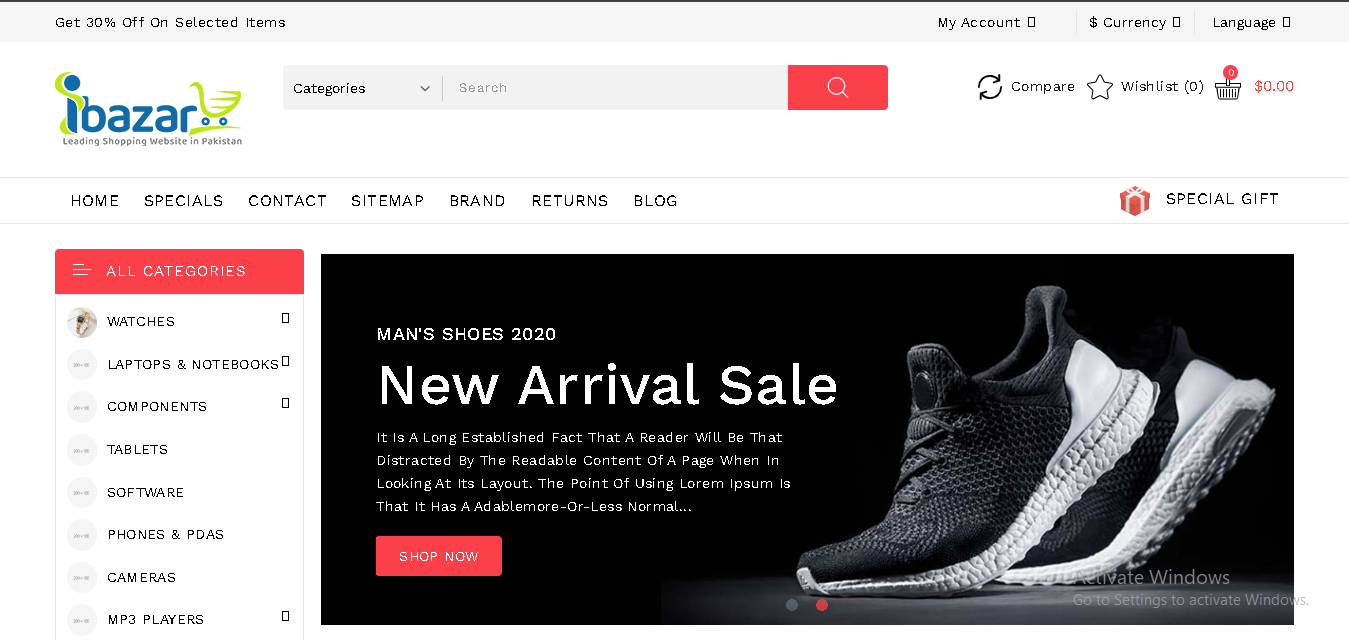 Get 30% Off On Selected Items
My Account
$ Currency
Language
ibazar
Leading Shopping Website in Pakistan
Categories
Search
Compare
Wishlist (0)
0
$0.00
HOME SPECIALS CONTACT SITEMAP BRAND RETURNS BLOG
SPECIAL GIFT
ALL CATEGORIES
WATCHES
LAPTOPS & NOTEBOOKS
COMPONENTS
TABLETS
SOFTWARE
PHONES & PDAS
CAMERAS
MP3 PLAYERS
MAN'S SHOES 2020
New Arrival Sale
It Is A Long Established Fact That A Reader Will Be That
Distracted By The Readable Content Of A Page When In
Looking At Its Layout. The Point Of Using Lorem Ipsum Is
That It Has A Adablemore-Or-Less Normal...
SHOP NOW
Activate Windows
Go to Settings to activate Windows.